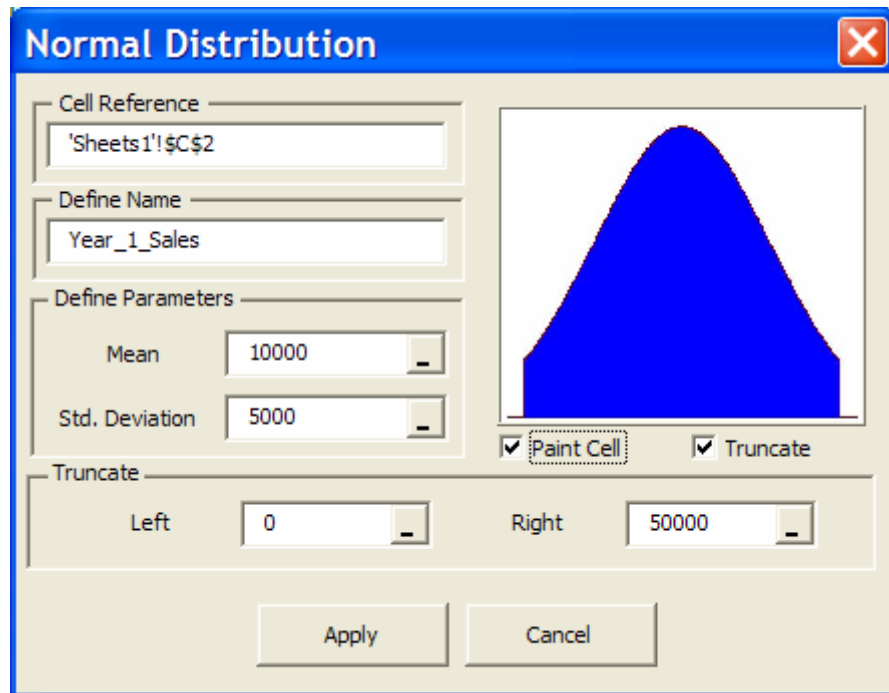 Normal Distribution
Cell Reference
'Sheets1'!$C$2
Define Name
Year_1_Sales
Define Parameters
Mean 10000
Std. Deviation 5000
Paint Cell Truncate
Truncate
Left 0 Right 50000
Apply Cancel